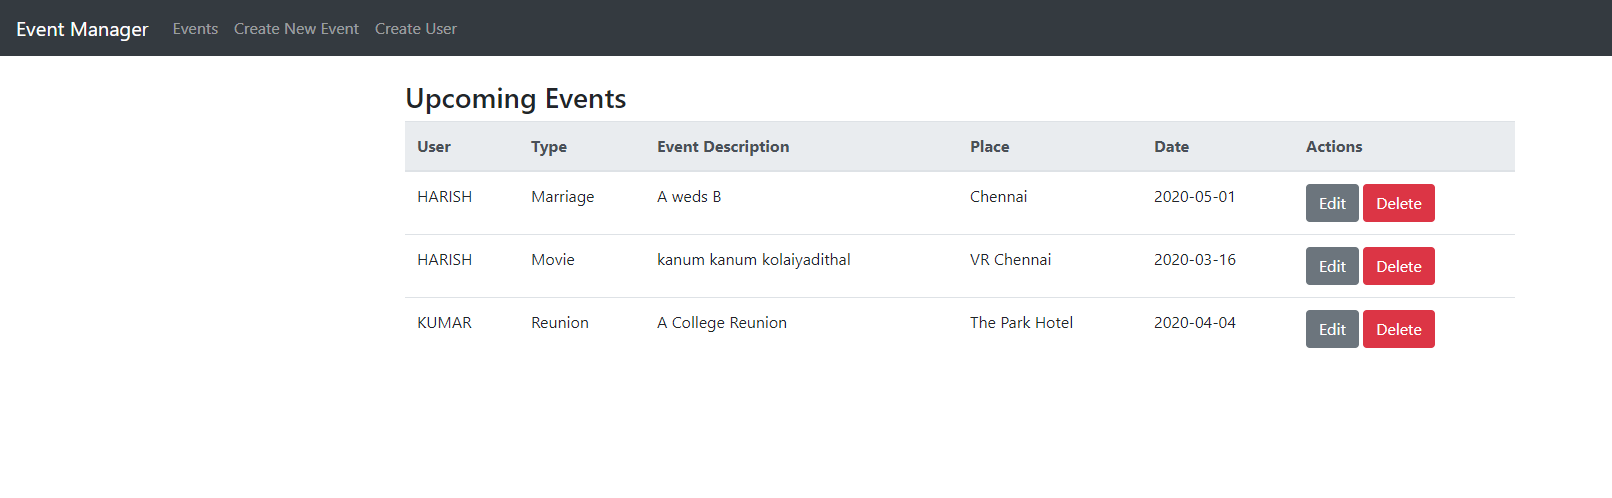 Event Manager Events Create New Event Create User
Upcoming Events
User Type Event Description Place Date Actions
HARISH Marriage A weds B Chennai 2020-05-01 Edit Delete
HARISH Movie kanum kanum kolaiyadithal VR Chennai 2020-03-16 Edit Delete
KUMAR Reunion A College Reunion The Park Hotel 2020-04-04 Edit Delete